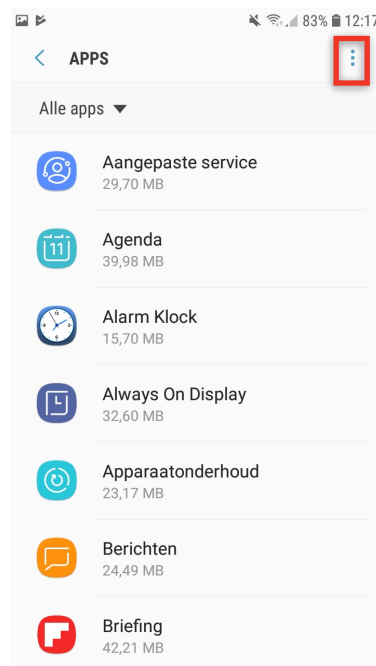 83% 12:17
APPS
Alle apps
Aangepaste service
29,70 MB
Agenda
11
39,98 MB
Alarm Klock
15,70 MB
Always On Display
32,60 MB
Apparaatonderhoud
23,17 MB
Berichten
24,49 MB
Briefing
42,21 MB